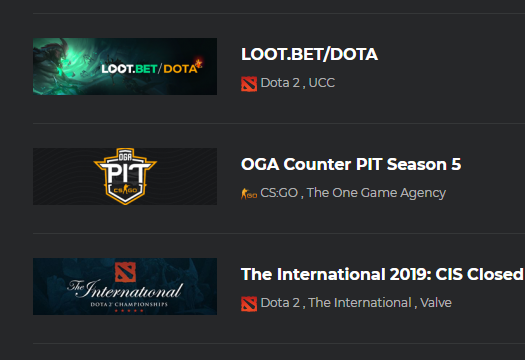 LOOT.BET/DOTA
LOOT.BET/DOTA
Dota 2 , UCC
OGA
PIT
CS GO
OGA Counter PIT Season 5
GO CS:GO , The One Game Agency
The International
DOTA 2 CHAMPIONSHIPS
The International 2019: CIS Closed
Dota 2 , The International , Valve